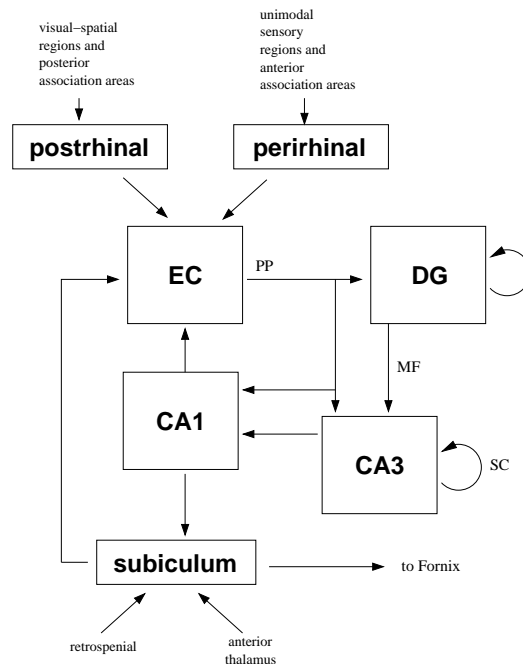 visual−spatial
regions and
posterior
association areas
unimodal
sensory
regions and
anterior
association areas
postrhinal
perirhinal
EC
PP
DG
MF
CA1
CA3
SC
subiculum
to Fornix
retrospenial
anterior
thalamus